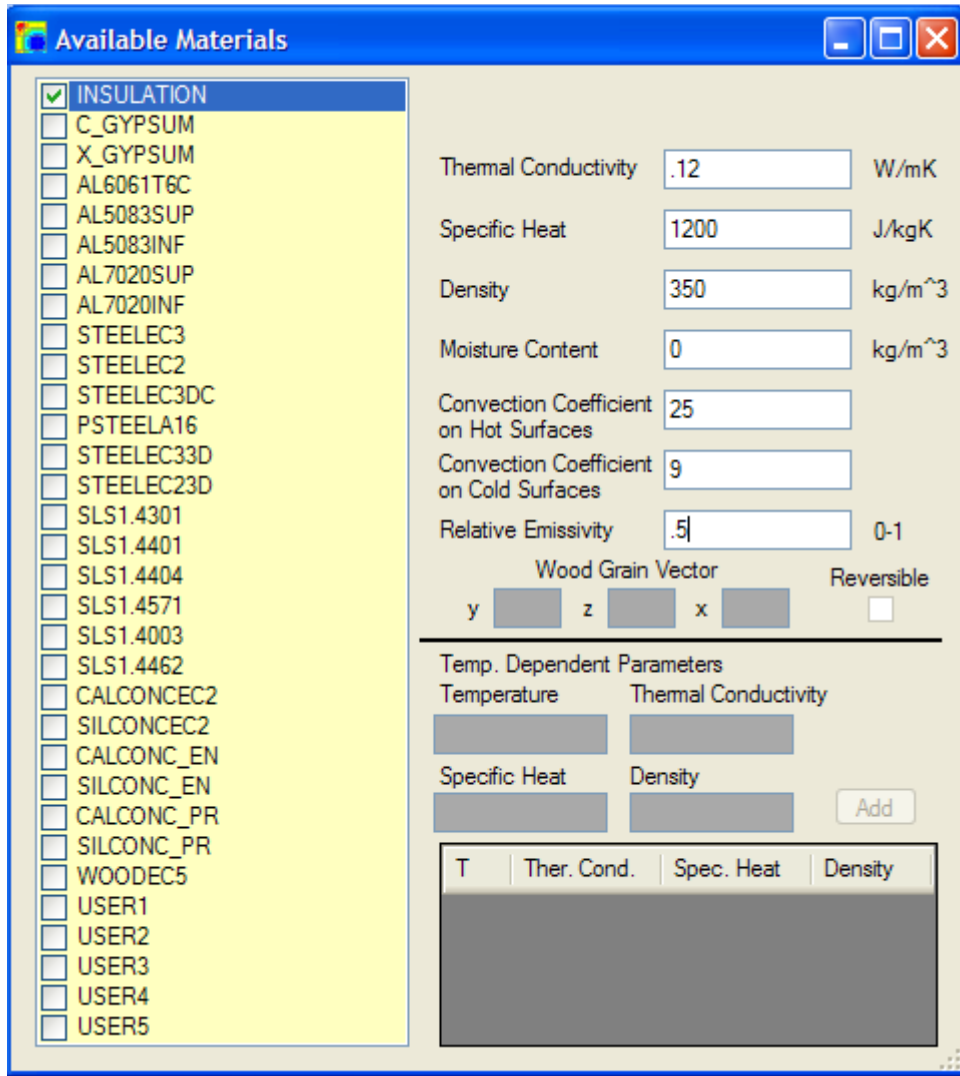 Available Materials
INSULATION
C_GYPSUM
X_GYPSUM
AL6061T6C
AL5083SUP
AL5083INF
AL7020SUP
AL7020INF
STEELEC3
STEELEC2
STEELEC3DC
PSTEELA16
STEELEC33D
STEELEC23D
SLS1.4301
SLS1.4401
SLS1.4404
SLS1.4571
SLS1.4003
SLS1.4462
CALCONCEC2
SILCONCEC2
CALCONC_EN
SILCONC_EN
CALCONC_PR
SILCONC_PR
WOODEC5
USER1
USER2
USER3
USER4
USER5
Thermal Conductivity .12 W/mK
Specific Heat 1200 J/kgK
Density 350 kg/m^3
Moisture Content 0 kg/m^3
Convection Coefficient
on Hot Surfaces 25
Convection Coefficient
on Cold Surfaces 9
Relative Emissivity .5 0-1
Wood Grain Vector Reversible
y z x
Temp. Dependent Parameters
Temperature Thermal Conductivity
Specific Heat Density
Add
T Ther. Cond. Spec. Heat Density